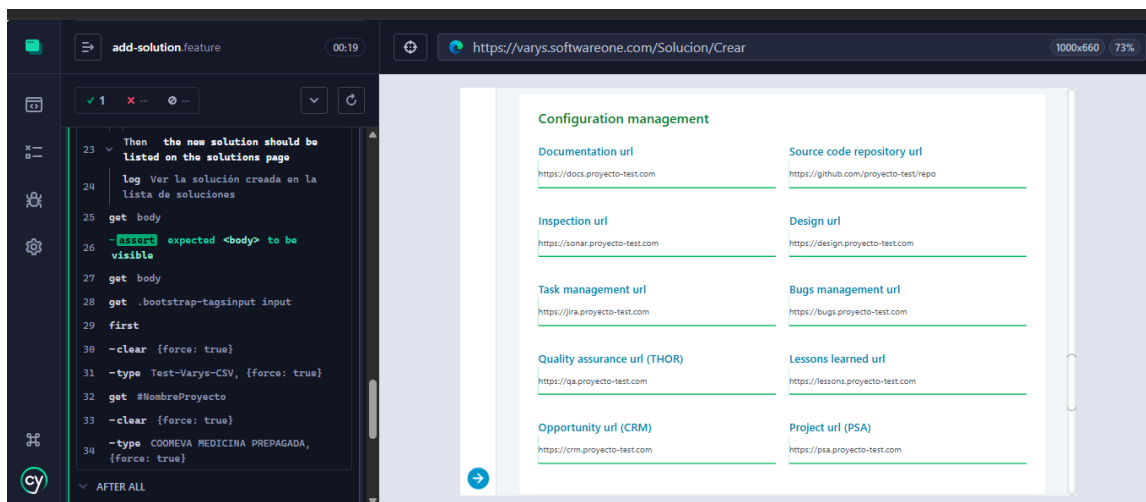 add-solution.feature
00:19
https://varys.softwareone.com/Solucion/Crear
1000x660
73%
1
--
--
23
Then the new solution should be
listed on the solutions page
24
log Ver la solución creada en la
lista de soluciones
25 get body
26
-assert expected <body> to be
visible
27 get body
28 get .bootstrap-tagsinput input
29 first
30 -clear {force: true}
31 -type Test-Varys-CSV, {force: true}
32 get #NombreProyecto
33 -clear {force: true}
34
-type COOMEVA MEDICINA PREPAGADA,
{force: true}
AFTER ALL
cy
Configuration management
Documentation url
https://docs.proyecto-test.com
Source code repository url
https://github.com/proyecto-test/repo
Inspection url
https://sonar.proyecto-test.com
Design url
https://design.proyecto-test.com
Task management url
https://jira.proyecto-test.com
Bugs management url
https://bugs.proyecto-test.com
Quality assurance url (THOR)
https://qa.proyecto-test.com
Lessons learned url
https://lessons.proyecto-test.com
Opportunity url (CRM)
https://crm.proyecto-test.com
Project url (PSA)
https://psa.proyecto-test.com